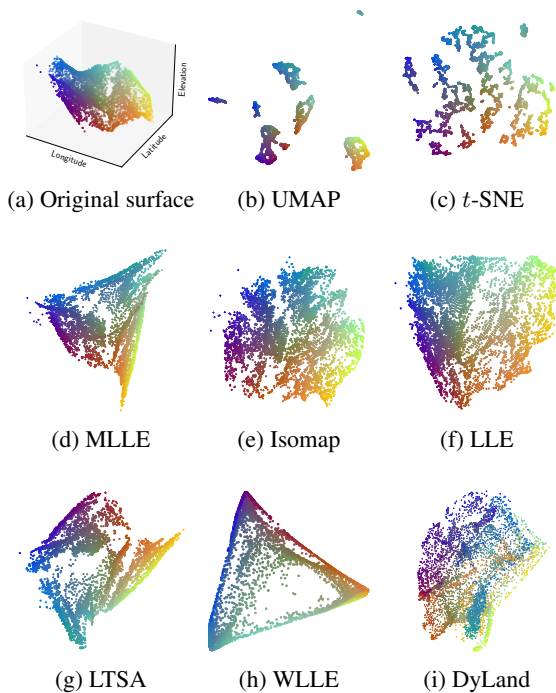 Elevation
Longitude
Latitude
(a) Original surface
(b) UMAP
(c) t-SNE
(d) MLLE
(e) Isomap
(f) LLE
(g) LTSA
(h) WLLE
(i) DyLand